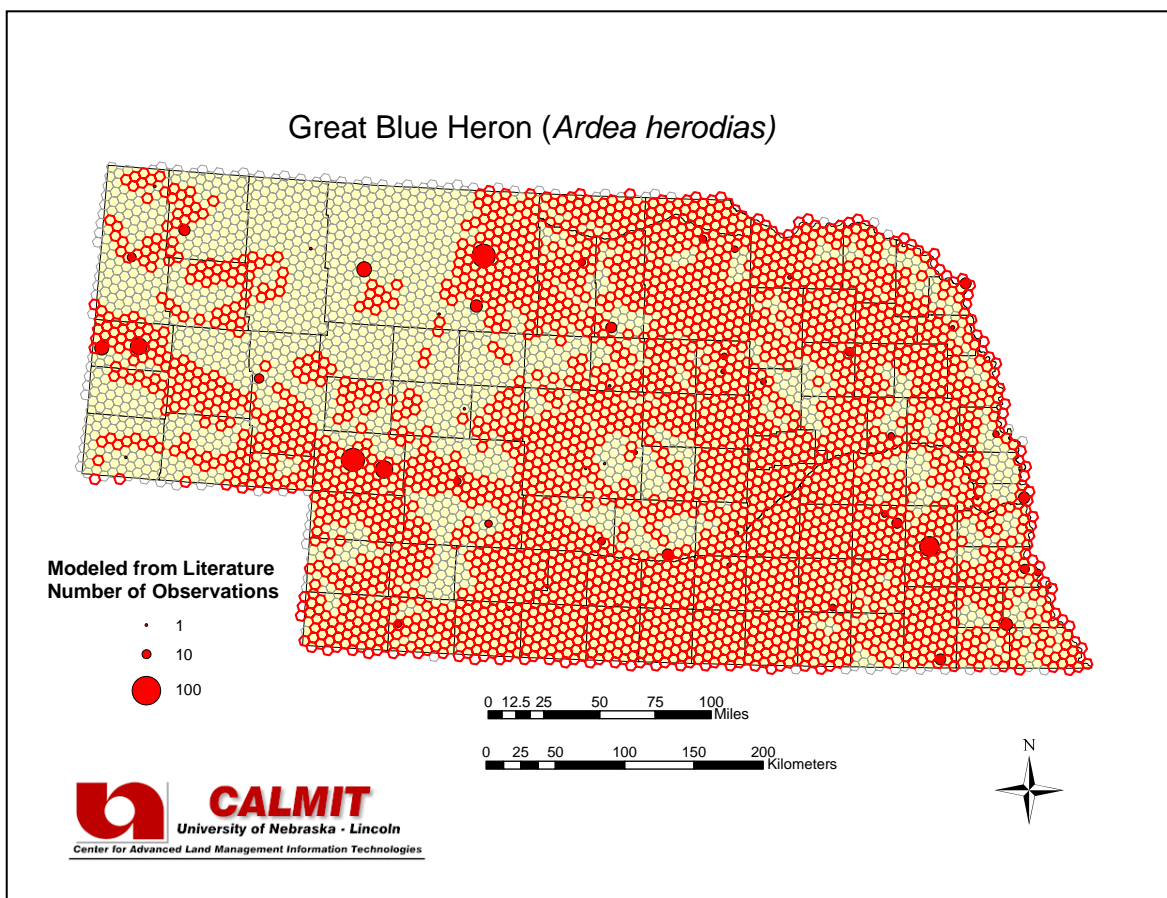 Great Blue Heron (Ardea herodias)
Modeled from Literature
Number of Observations
1
10
100
0 12.5 25 50 75 100
Miles
0 25 50 100 150 200
Kilometers
N
CALMIT
University of Nebraska - Lincoln
Center for Advanced Land Management Information Technologies